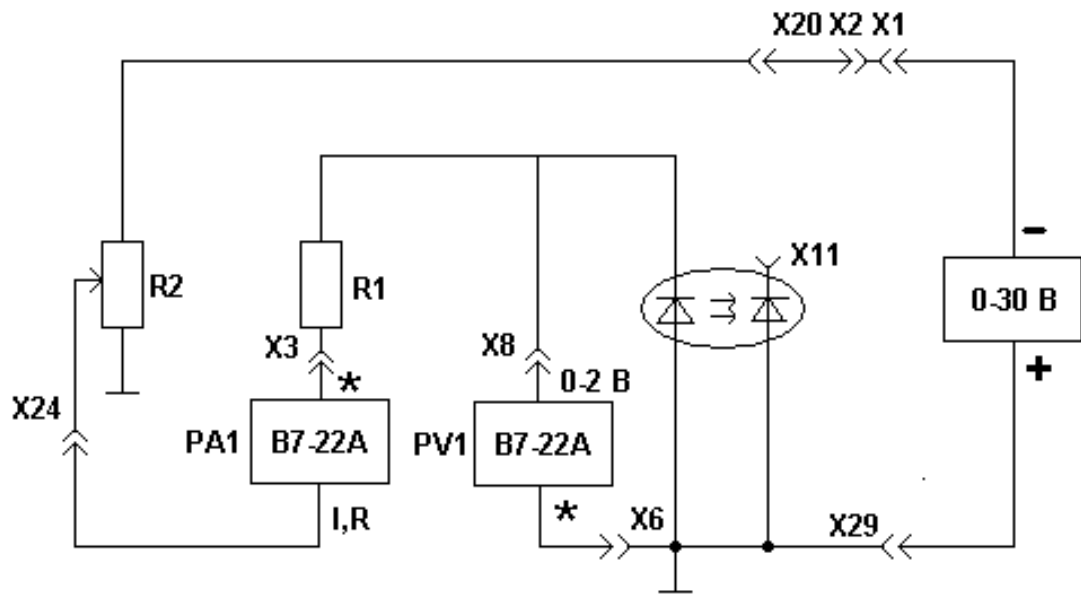 X20 X2 X1
-
X11
R2
R1
0-30 В
X3
X8
*
0-2 В
+
X24
PA1
В7-22А
PV1
В7-22А
I,R
*
X6
X29